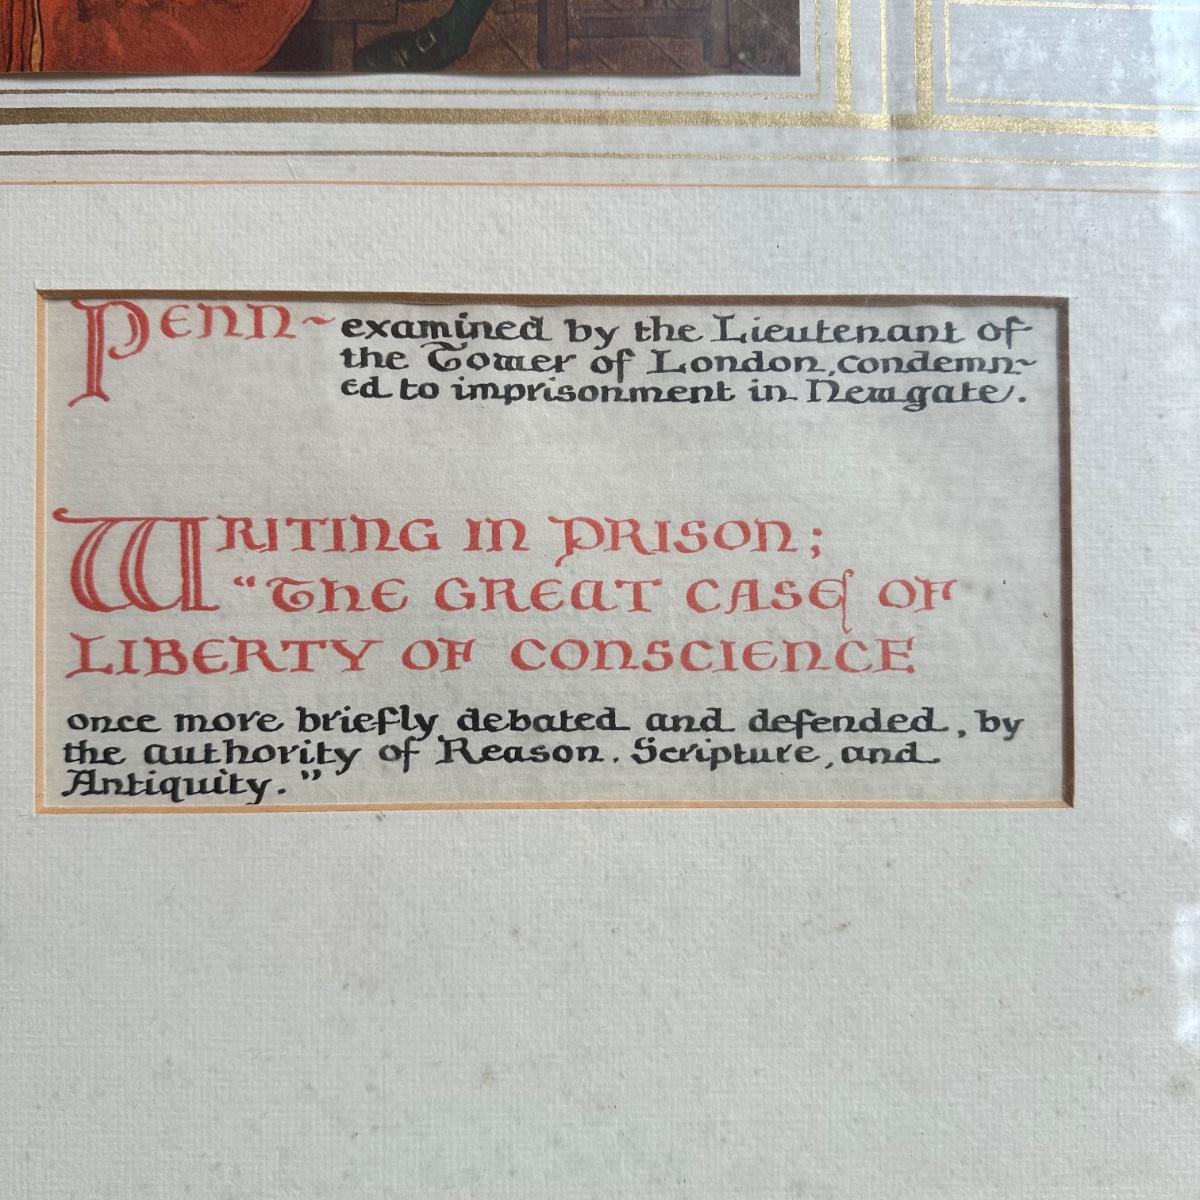 PENN~ examined by the Lieutenant of
the Tower of London, condemn~
ed to imprisonment in Newgate.
WRITING IN PRISON;
"THE GREAT CASE OF
LIBERTY OF CONSCIENCE
once more briefly debated and defended, by
the authority of Reason. Scripture, and
Antiquity."